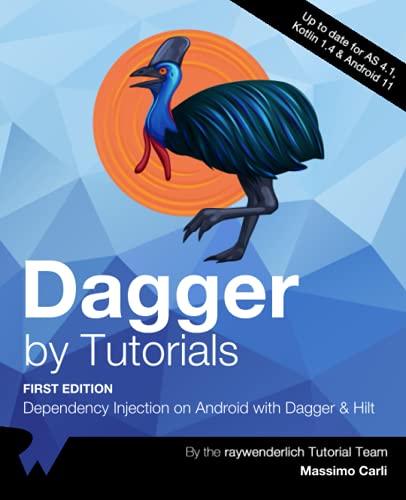 Up to date for AS 4.1,
Kotlin 1.4 & Android 11
Dagger
by Tutorials
FIRST EDITION
Dependency Injection on Android with Dagger & Hilt
By the raywenderlich Tutorial Team
Massimo Carli